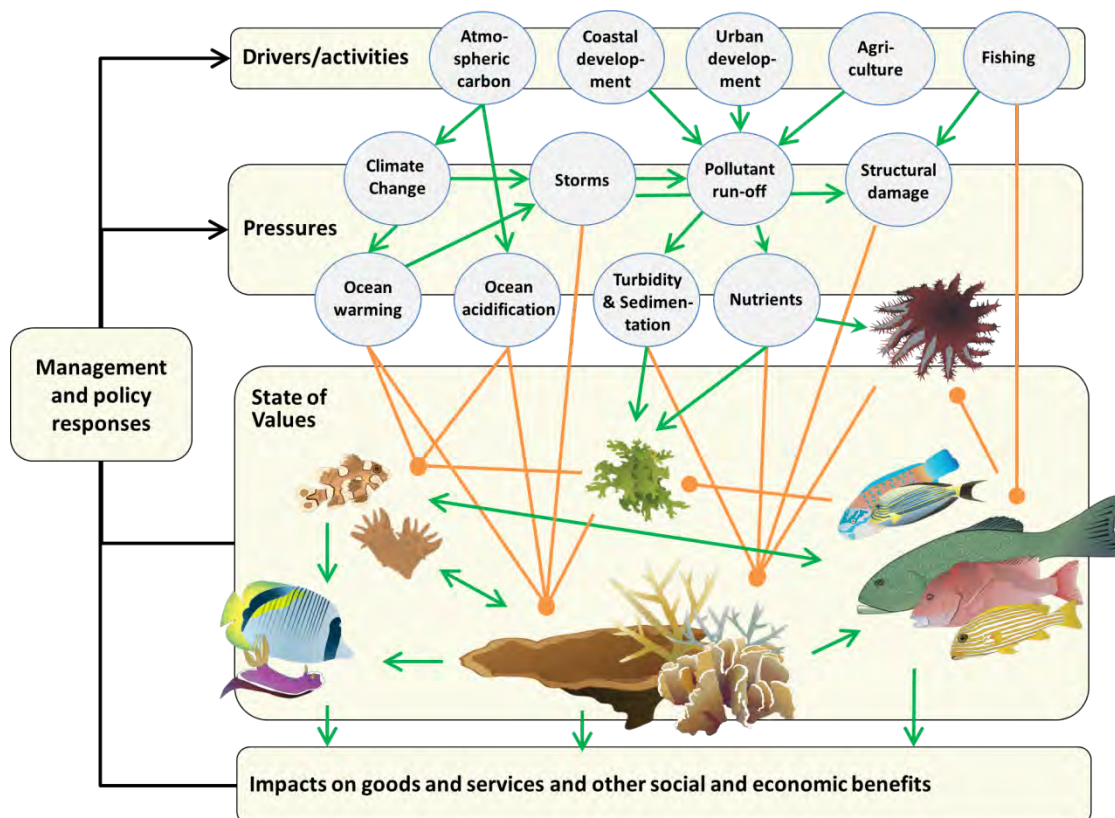 Drivers/activities
Atmo-
spheric
carbon
Coastal
develop-
ment
Urban
develop-
ment
Agri-
culture
Fishing
Climate
Change
Storms
Pollutant
run-off
Structural
damage
Pressures
Ocean
warming
Ocean
acidification
Turbidity
& Sedimen-
tation
Nutrients
Management
and policy
responses
State of
Values
Impacts on goods and services and other social and economic benefits